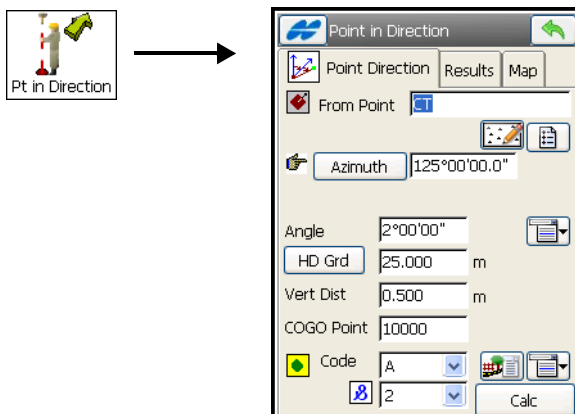 Pt in Direction
Point in Direction
Point Direction Results Map
From Point CT
Azimuth 125°00'00.0"
Angle 2°00'00"
HD Grd 25.000 m
Vert Dist 0.500 m
COGO Point 10000
Code A
2
Calc